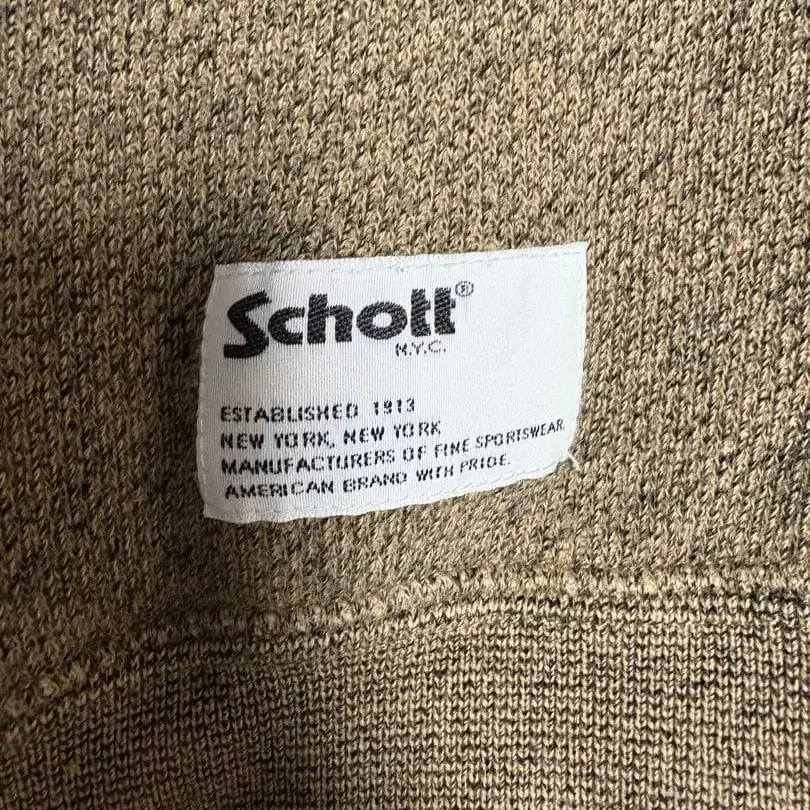 Schott®
N.Y.C.
ESTABLISHED 1913
NEW YORK, NEW YORK
MANUFACTURERS OF FINE SPORTSWEAR
AMERICAN BRAND WITH PRIDE.